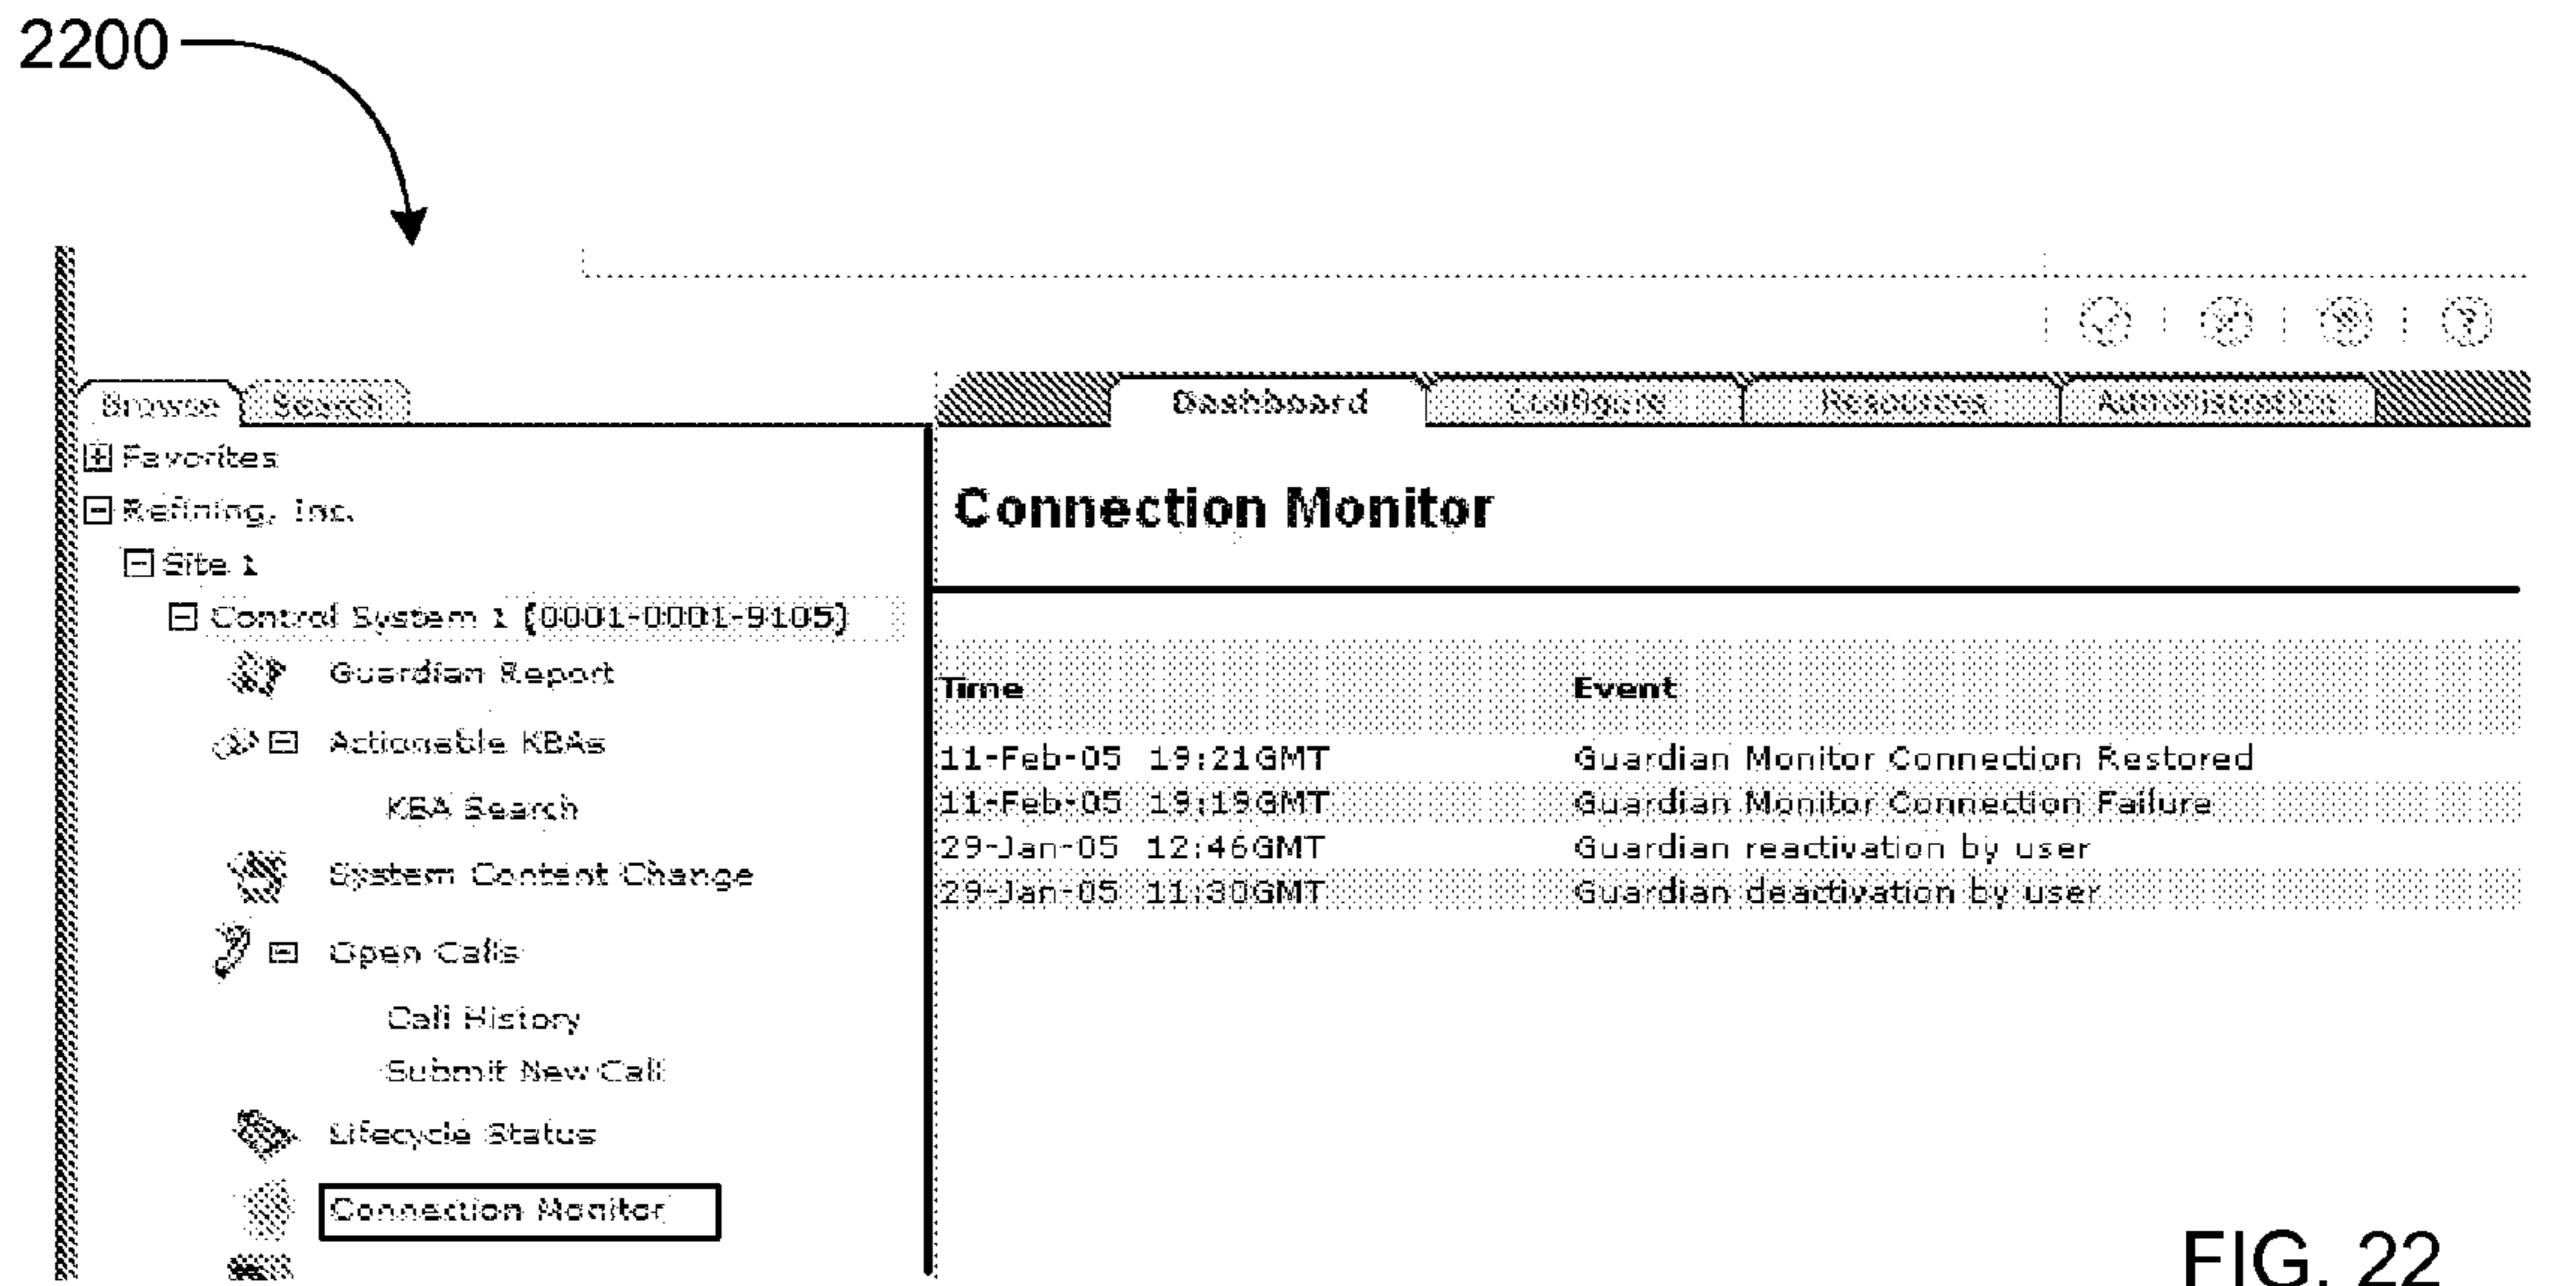 2200
Browse Search
Dashboard Configure Resources Administration
Favorites
Refining, Inc.
Site 1
Control System 1 (0001-0001-9105)
Guardian Report
Actionable KBAs
KBA Search
System Content Change
Open Calls
Call History
Submit New Call
Lifecycle Status
Connection Monitor
Connection Monitor
Time Event
11-Feb-05 19:21GMT Guardian Monitor Connection Restored
11-Feb-05 19:19GMT Guardian Monitor Connection Failure
29-Jan-05 12:46GMT Guardian reactivation by user
29-Jan-05 11:30GMT Guardian deactivation by user
FIG. 22